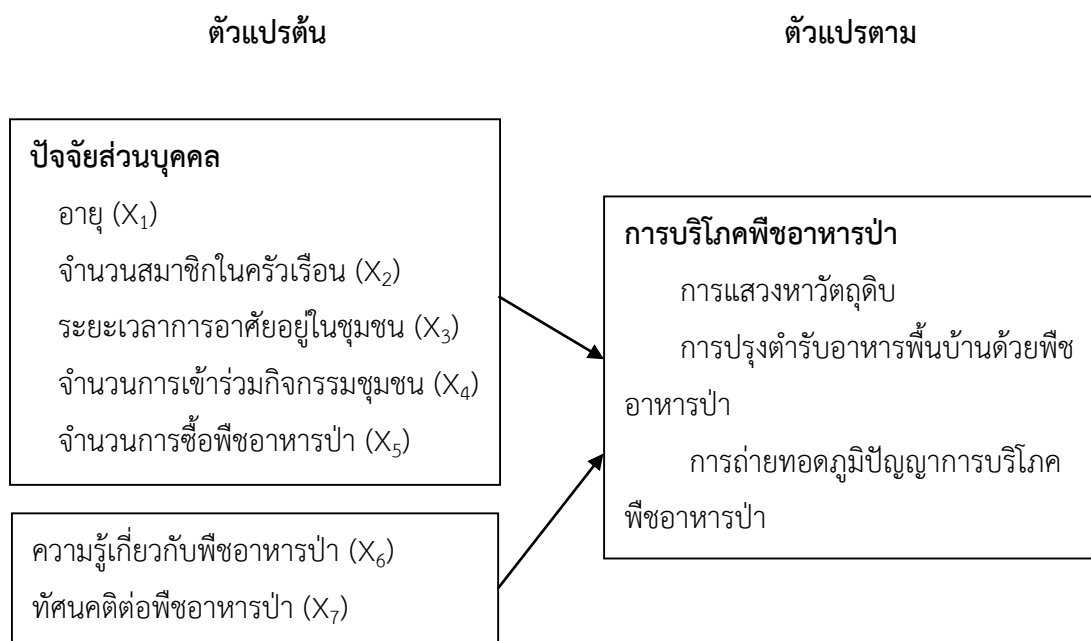 ตัวแปรต้น
ตัวแปรตาม
ปัจจัยส่วนบุคคล
อายุ (X₁)
จำนวนสมาชิกในครัวเรือน (X₂)
ระยะเวลาการอาศัยอยู่ในชุมชน (X₃)
จำนวนการเข้าร่วมกิจกรรมชุมชน (X₄)
จำนวนการซื้อพืชอาหารป่า (X₅)
ความรู้เกี่ยวกับพืชอาหารป่า (X₆)
ทัศนคติต่อพืชอาหารป่า (X₇)
การบริโภคพืชอาหารป่า
การแสวงหาวัตถุดิบ
การปรุงตำรับอาหารพื้นบ้านด้วยพืช
อาหารป่า
การถ่ายทอดภูมิปัญญาการบริโภค
พืชอาหารป่า